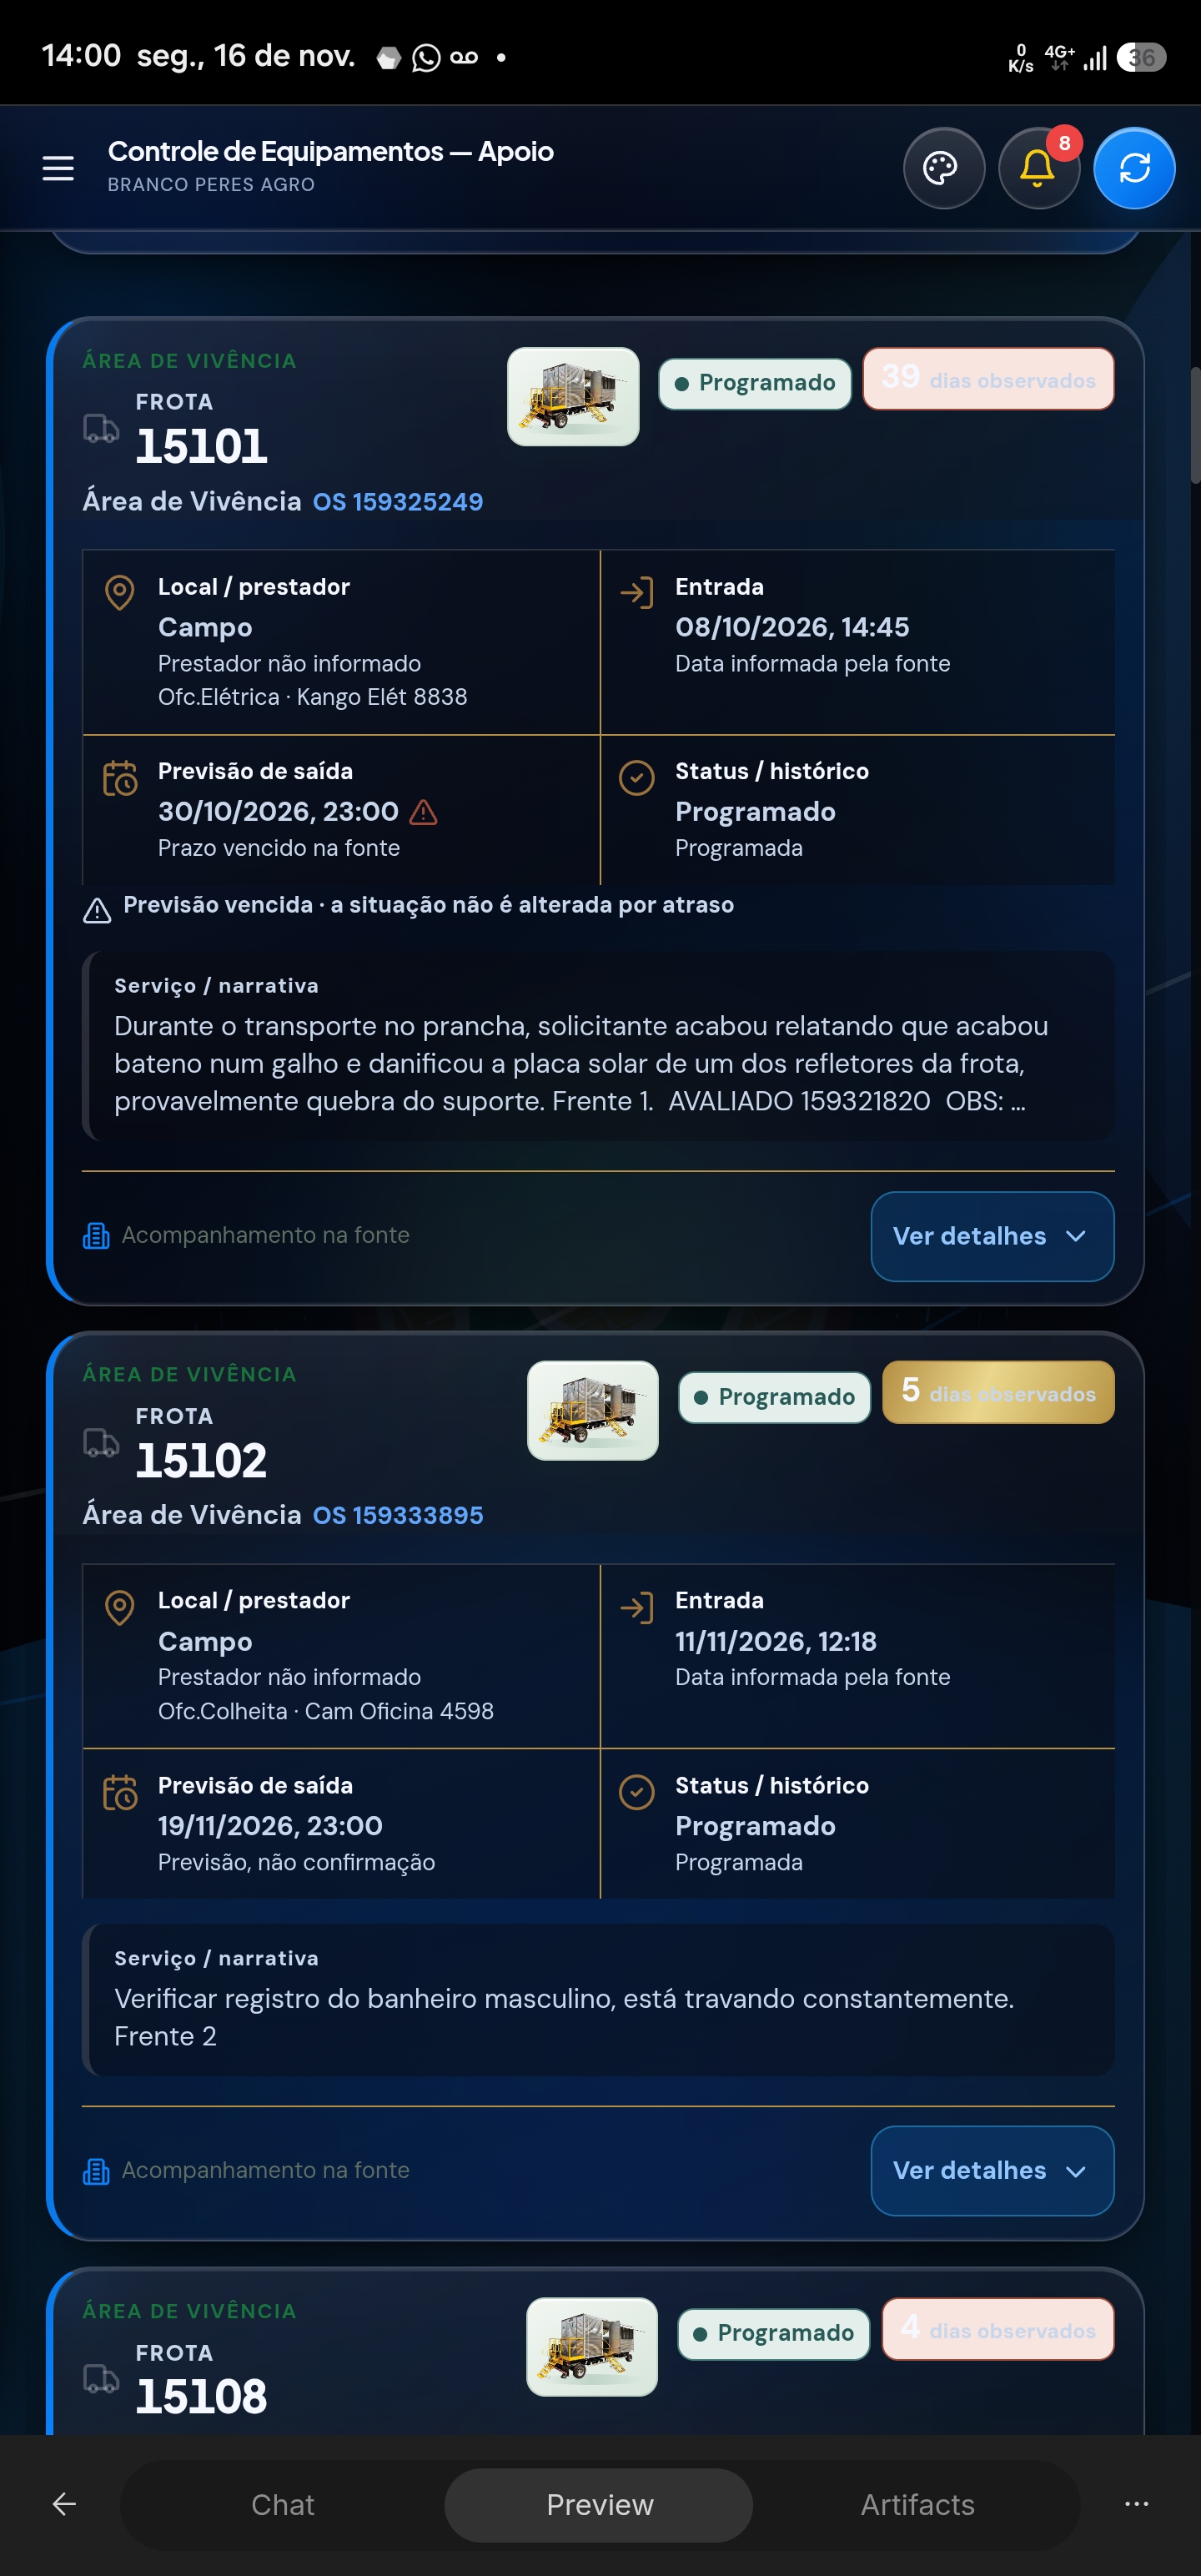 14:00 seg., 16 de nov.
0 K/s 4G+ 36
Controle de Equipamentos — Apoio
BRANCO PERES AGRO
8
ÁREA DE VIVÊNCIA
FROTA
15101
Programado
39 dias observados
Área de Vivência OS 159325249
Local / prestador
Campo
Prestador não informado
Ofc.Elétrica · Kango Elét 8838
Entrada
08/10/2026, 14:45
Data informada pela fonte
Previsão de saída
30/10/2026, 23:00
Prazo vencido na fonte
Status / histórico
Programado
Programada
Previsão vencida · a situação não é alterada por atraso
Serviço / narrativa
Durante o transporte no prancha, solicitante acabou relatando que acabou
bateno num galho e danificou a placa solar de um dos refletores da frota,
provavelmente quebra do suporte. Frente 1. AVALIADO 159321820 OBS: ...
Acompanhamento na fonte
Ver detalhes
ÁREA DE VIVÊNCIA
FROTA
15102
Programado
5 dias observados
Área de Vivência OS 159333895
Local / prestador
Campo
Prestador não informado
Ofc.Colheita · Cam Oficina 4598
Entrada
11/11/2026, 12:18
Data informada pela fonte
Previsão de saída
19/11/2026, 23:00
Previsão, não confirmação
Status / histórico
Programado
Programada
Serviço / narrativa
Verificar registro do banheiro masculino, está travando constantemente.
Frente 2
Acompanhamento na fonte
Ver detalhes
ÁREA DE VIVÊNCIA
FROTA
15108
Programado
4 dias observados
Chat
Preview
Artifacts